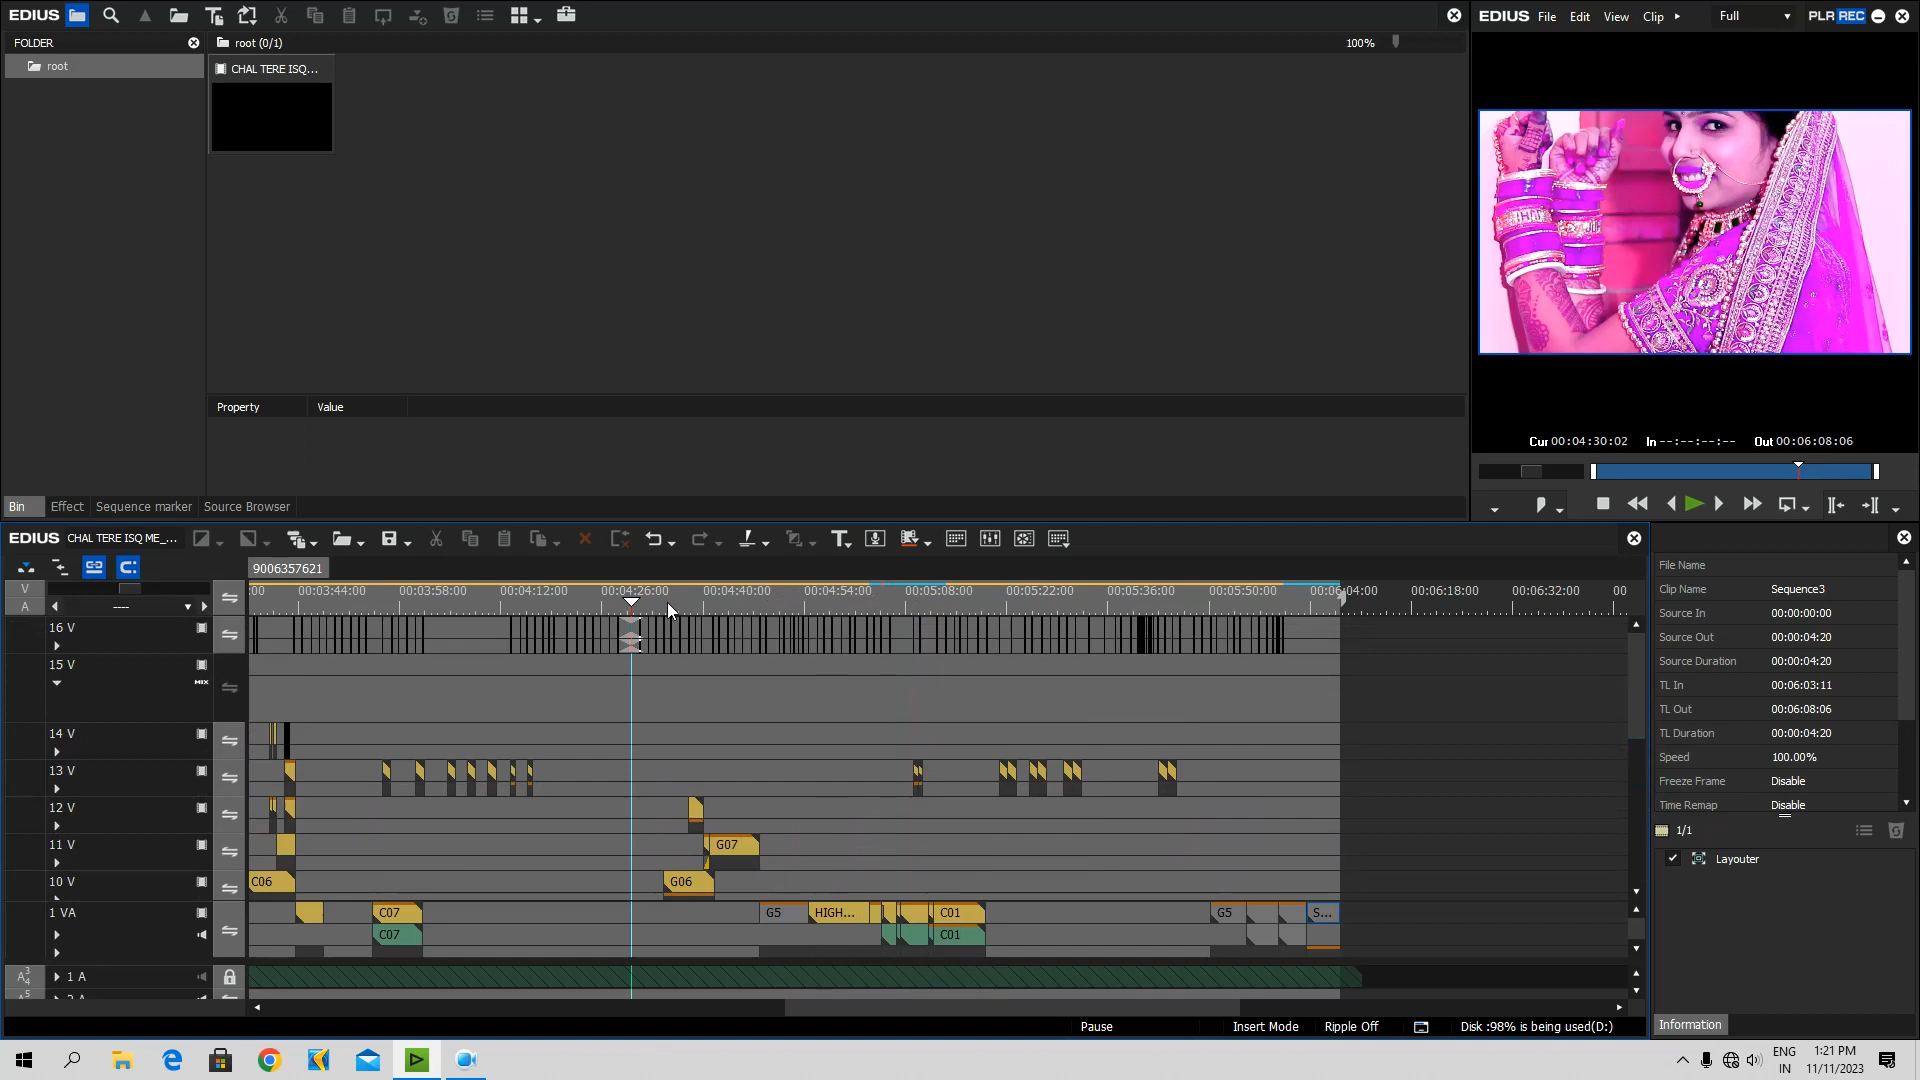 EDIUS
EDIUS File Edit View Clip Full PLR REC
FOLDER root (0/1) 100%
root
CHAL TERE ISQ...
Property Value
Cur 00:04:30:02 In --:--:--:-- Out 00:06:08:06
Bin Effect Sequence marker Source Browser
EDIUS CHAL TERE ISQ ME_...
9006357621
V
A ----
:00 00:03:44:00 00:03:58:00 00:04:12:00 00:04:26:00 00:04:40:00 00:04:54:00 00:05:08:00 00:05:22:00 00:05:36:00 00:05:50:00 00:06:04:00 00:06:18:00 00:06:32:00 00
16 V
15 V
MIX
14 V
13 V
12 V
11 V G07
10 V C06 G06
1 VA C07 G5 HIGH... C01 G5 S...
C07 C01
A 3 4 1 A
A 5 2 A
File Name
Clip Name Sequence3
Source In 00:00:00:00
Source Out 00:00:04:20
Source Duration 00:00:04:20
TL In 00:06:03:11
TL Out 00:06:08:06
TL Duration 00:00:04:20
Speed 100.00%
Freeze Frame Disable
Time Remap Disable
1/1
Layouter
Information
Pause Insert Mode Ripple Off Disk :98% is being used(D:)
ENG
IN
1:21 PM
11/11/2023